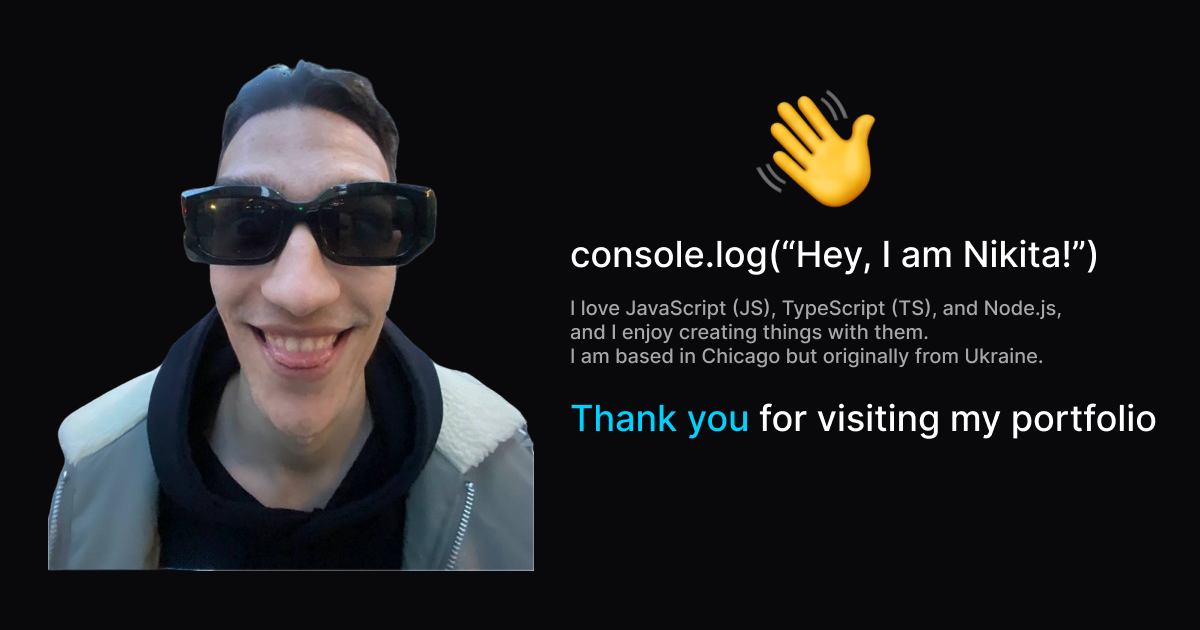 console.log(“Hey, I am Nikita!”)
I love JavaScript (JS), TypeScript (TS), and Node.js,
and I enjoy creating things with them.
I am based in Chicago but originally from Ukraine.
Thank you for visiting my portfolio